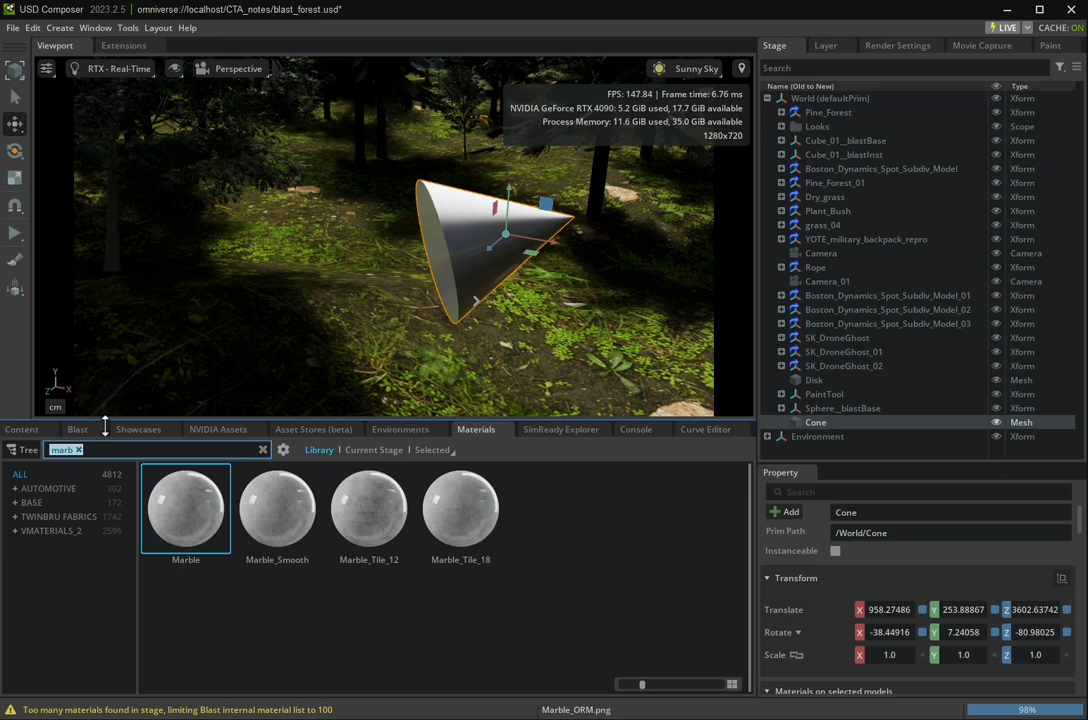 USD Composer 2023.2.5 | omniverse://localhost/CTA_notes/blast_forest.usd*
File Edit Create Window Tools Layout Help
LIVE CACHE: ON
Viewport Extensions
RTX - Real-Time Perspective Sunny Sky
FPS: 147.84 | Frame time: 6.76 ms
NVIDIA GeForce RTX 4090: 5.2 GiB used, 17.7 GiB available
Process Memory: 11.6 GiB used, 35.0 GiB available
1280x720
Y
Z X
cm
Stage Layer Render Settings Movie Capture Paint
Search
Name (Old to New) Type
World (defaultPrim) Xform
Pine_Forest Xform
Looks Scope
Cube_01__blastBase Xform
Cube_01__blastInst Xform
Boston_Dynamics_Spot_Subdiv_Model Xform
Pine_Forest_01 Xform
Dry_grass Xform
Plant_Bush Xform
grass_04 Xform
YOTE_military_backpack_repro Xform
Camera Camera
Rope Xform
Camera_01 Camera
Boston_Dynamics_Spot_Subdiv_Model_01 Xform
Boston_Dynamics_Spot_Subdiv_Model_02 Xform
Boston_Dynamics_Spot_Subdiv_Model_03 Xform
SK_DroneGhost Xform
SK_DroneGhost_01 Xform
SK_DroneGhost_02 Xform
Disk Mesh
PaintTool Xform
Sphere__blastBase Xform
Cone Mesh
Environment Xform
Content Blast Showcases NVIDIA Assets Asset Stores (beta) Environments Materials SimReady Explorer Console Curve Editor
Tree marb Library | Current Stage | Selected
ALL 4812
+ AUTOMOTIVE 302
+ BASE 172
+ TWINBRU FABRICS 1742
+ VMATERIALS_2 2596
Marble Marble_Smooth Marble_Tile_12 Marble_Tile_18
Property
Search
Add Cone
Prim Path /World/Cone
Instanceable
Transform
Translate X 958.27486 Y 253.88867 Z 3602.63742
Rotate X -38.44916 Y 7.24058 Z -80.98025
Scale X 1.0 Y 1.0 Z 1.0
Materials on selected models
Too many materials found in stage, limiting Blast internal material list to 100 Marble_ORM.png 98%